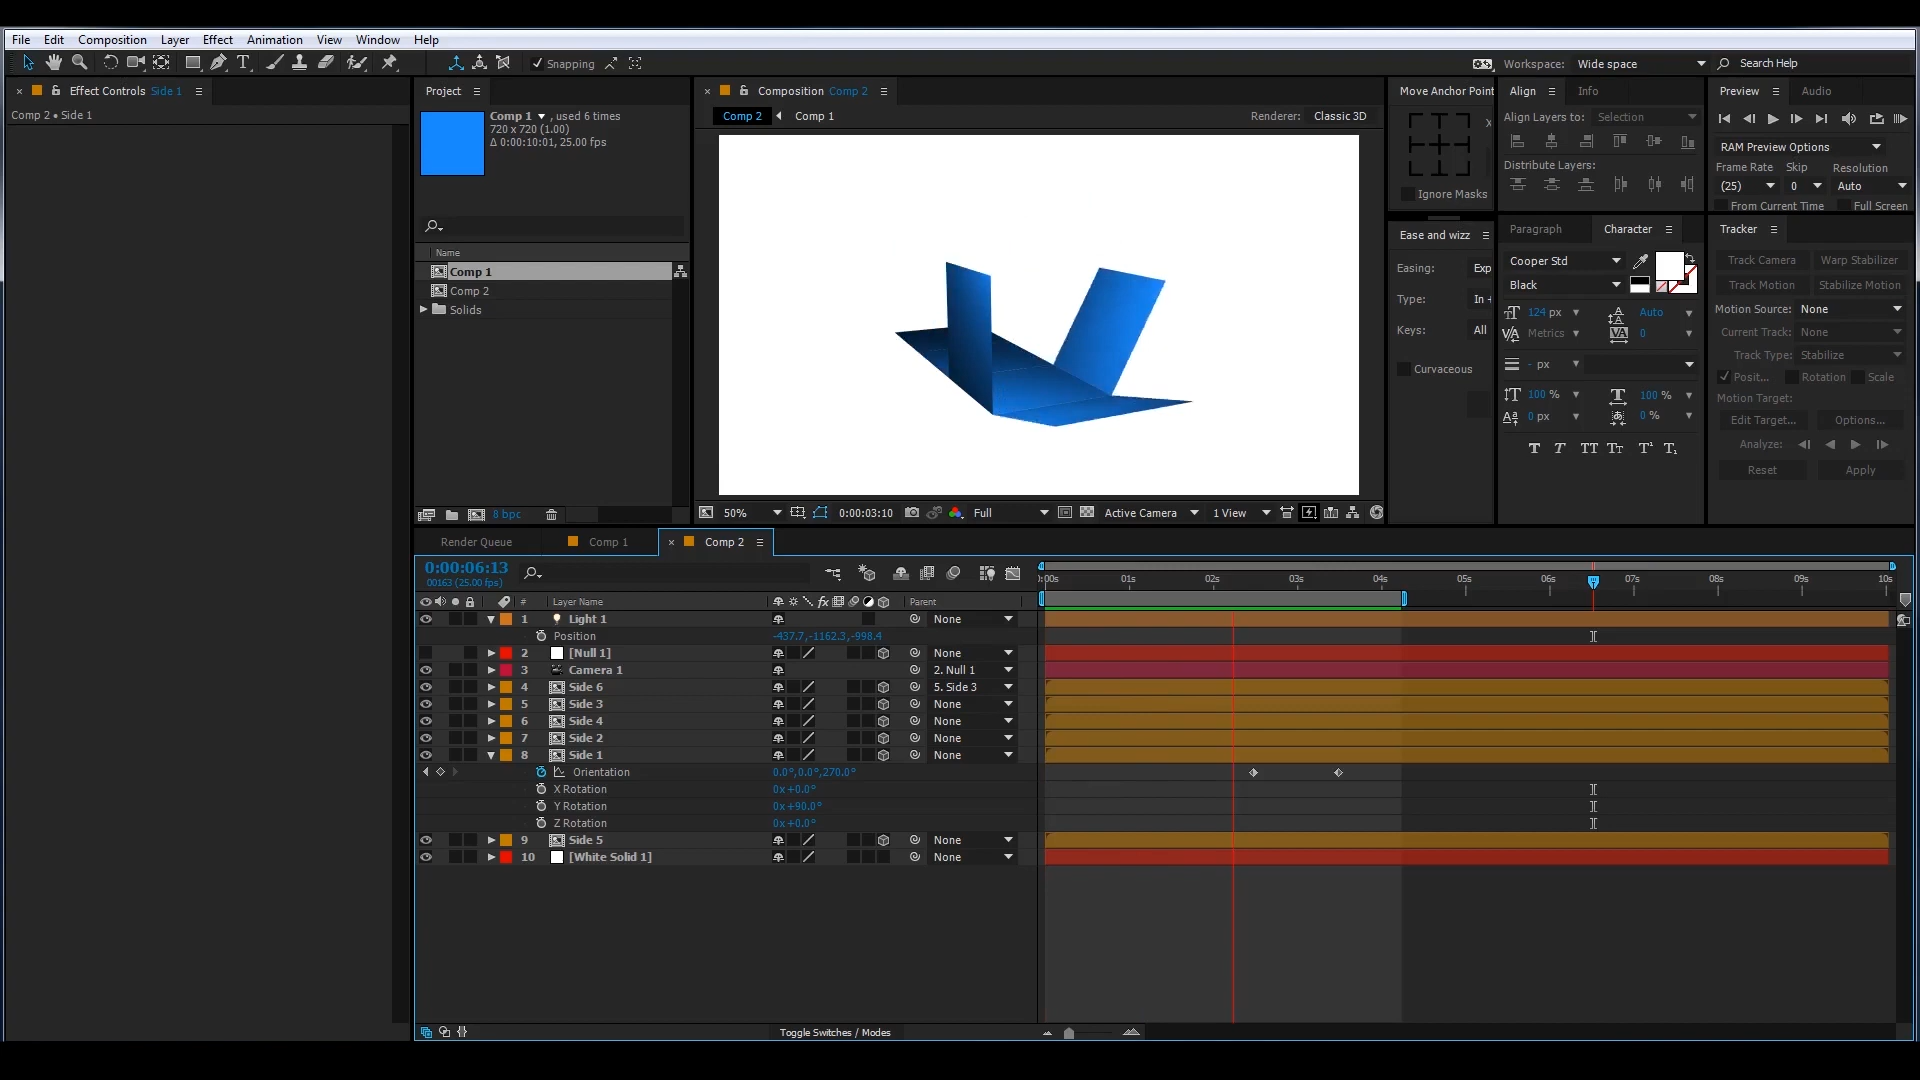 File Edit Composition Layer Effect Animation View Window Help
Snapping Workspace: Wide space Search Help
Effect Controls Side 1
Comp 2 • Side 1
Project
Comp 1 , used 6 times
720 x 720 (1.00)
Δ 0:00:10:01, 25.00 fps
Name
Comp 1
Comp 2
Solids
8 bpc
Composition Comp 2
Comp 2 Comp 1 Renderer: Classic 3D
50% 0:00:03:10 Full Active Camera 1 View
Move Anchor Point
X
Ignore Masks
Ease and wizz
Easing: Exp
Type: In +
Keys: All
Curvaceous
Align Info
Align Layers to: Selection
Distribute Layers:
Paragraph Character
Cooper Std
Black
124 px Auto
Metrics 0
- px
100 % 100 %
0 px 0 %
T T TT Tт T¹ T₁
Preview Audio
RAM Preview Options
Frame Rate Skip Resolution
(25) 0 Auto
From Current Time Full Screen
Tracker
Track Camera Warp Stabilizer
Track Motion Stabilize Motion
Motion Source: None
Current Track: None
Track Type: Stabilize
Posit... Rotation Scale
Motion Target:
Edit Target... Options...
Analyze:
Reset Apply
Render Queue Comp 1 Comp 2
0:00:06:13
00163 (25.00 fps)
:00s 01s 02s 03s 04s 05s 06s 07s 08s 09s 10s
# Layer Name fx Parent
1 Light 1 None
Position -437.7,-1162.3,-998.4
2 [Null 1] None
3 Camera 1 2. Null 1
4 Side 6 5. Side 3
5 Side 3 None
6 Side 4 None
7 Side 2 None
8 Side 1 None
Orientation 0.0°,0.0°,270.0°
X Rotation 0x+0.0°
Y Rotation 0x+90.0°
Z Rotation 0x+0.0°
9 Side 5 None
10 [White Solid 1] None
Toggle Switches / Modes